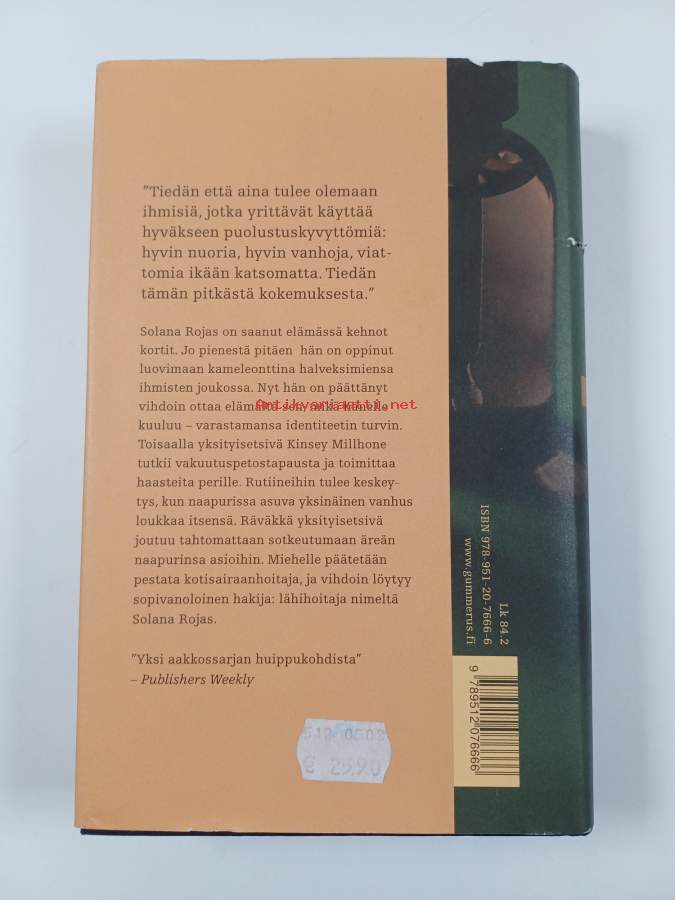 ”Tiedän että aina tulee olemaan
ihmisiä, jotka yrittävät käyttää
hyväkseen puolustuskyvyttömiä:
hyvin nuoria, hyvin vanhoja, viat-
tomia ikään katsomatta. Tiedän
tämän pitkästä kokemuksesta.”
Solana Rojas on saanut elämässä kehnot
kortit. Jo pienestä pitäen hän on oppinut
luovimaan kameleonttina halveksimiensa
ihmisten joukossa. Nyt hän on päättänyt
vihdoin ottaa elämältä sen, mikä hänelle
antikvariaatti.net
kuuluu – varastamansa identiteetin turvin.
Toisaalla yksityisetsivä Kinsey Millhone
tutkii vakuutuspetostapausta ja toimittaa
haasteita perille. Rutiineihin tulee keskey-
tys, kun naapurissa asuva yksinäinen vanhus
loukkaa itsensä. Räväkkä yksityisetsivä
joutuu tahtomattaan sotkeutumaan äreän
naapurinsa asioihin. Miehelle päätetään
pestata kotisairaanhoitaja, ja vihdoin löytyy
sopivanoloinen hakija: lähihoitaja nimeltä
Solana Rojas.
”Yksi aakkossarjan huippukohdista”
– Publishers Weekly
€ 25.90
Lk 84.2
ISBN 978-951-20-7666-6
www.gummerus.fi
9 789512 076666